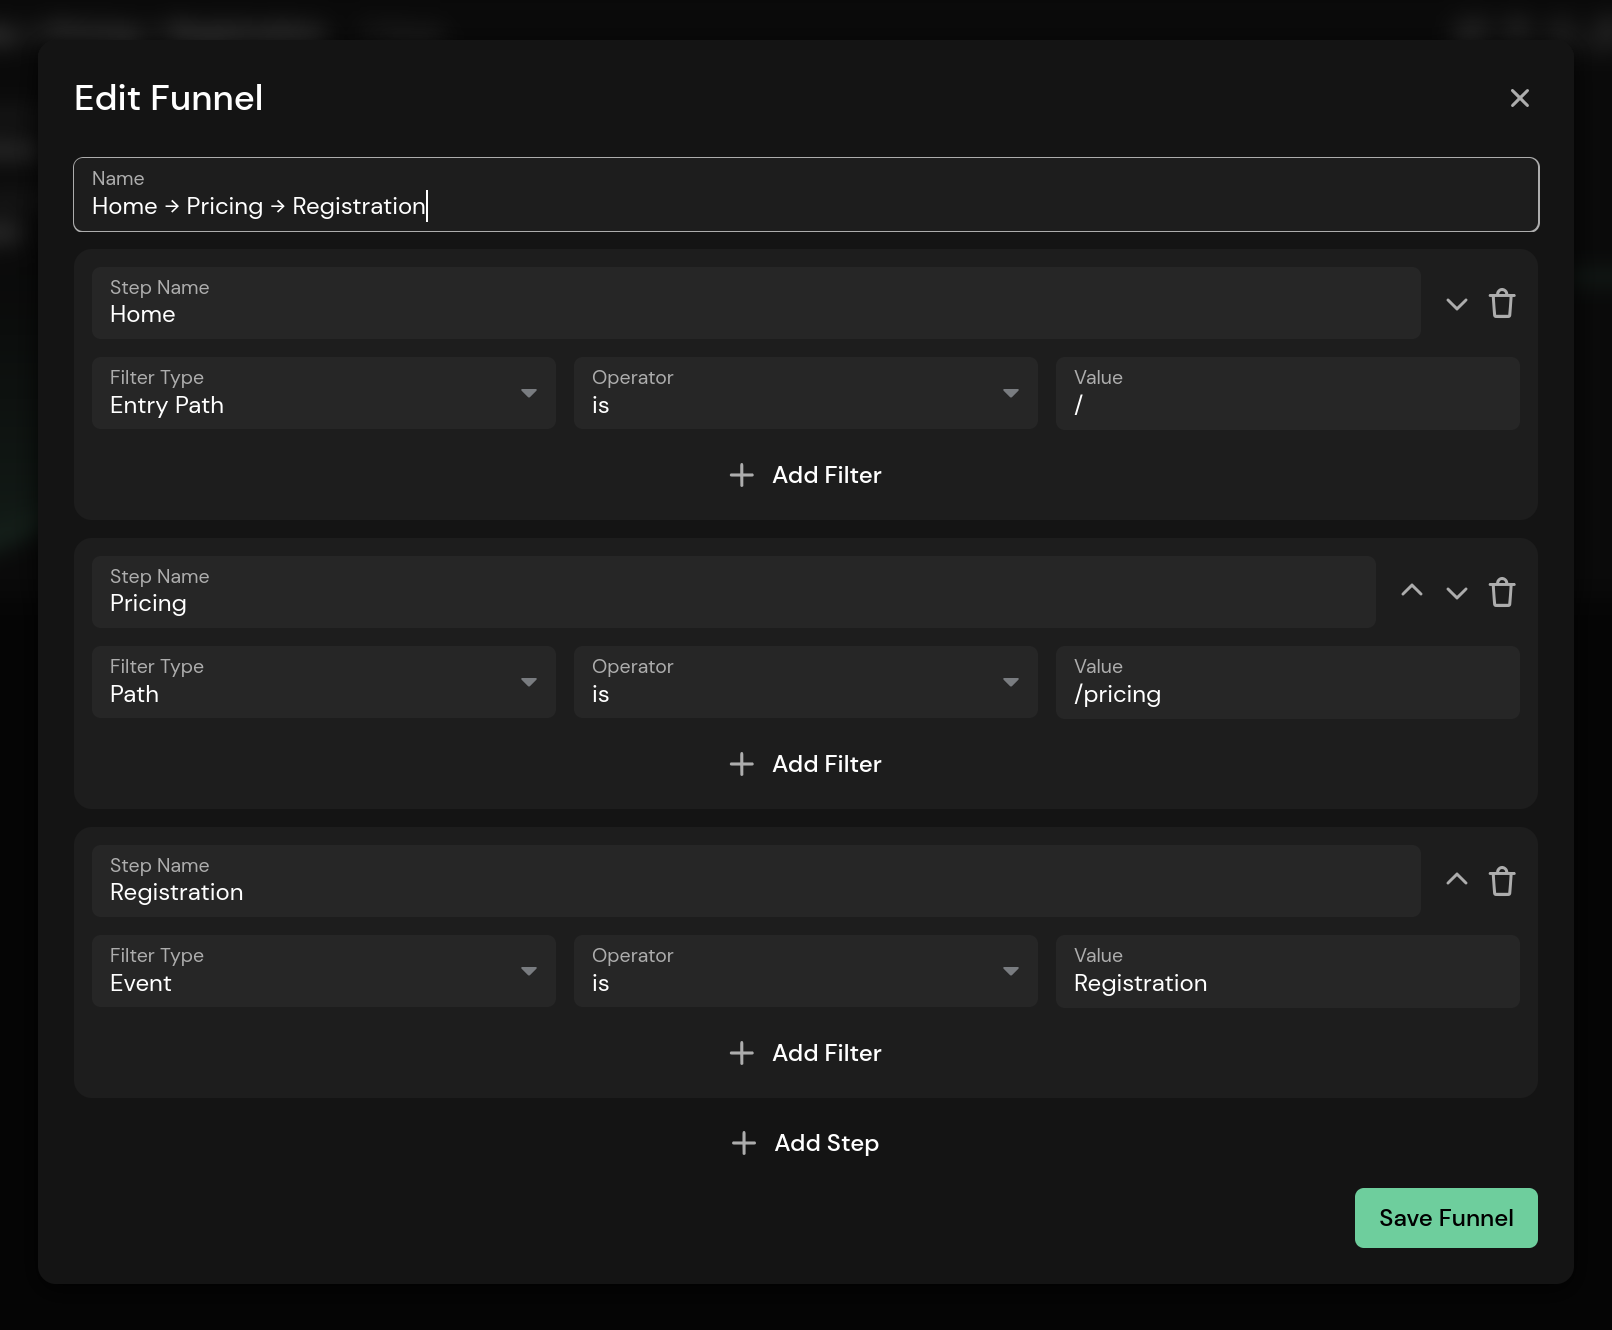 Edit Funnel
Name
Home → Pricing → Registration
Step Name
Home
Filter Type
Entry Path
Operator
is
Value
/
Add Filter
Step Name
Pricing
Filter Type
Path
Operator
is
Value
/pricing
Add Filter
Step Name
Registration
Filter Type
Event
Operator
is
Value
Registration
Add Filter
Add Step
Save Funnel